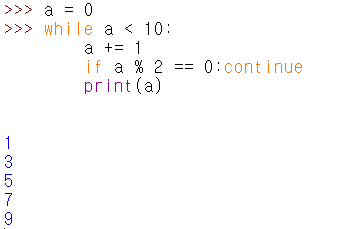 >>> a = 0
>>> while a < 10:
        a += 1
        if a % 2 == 0:continue
        print(a)
1
3
5
7
9